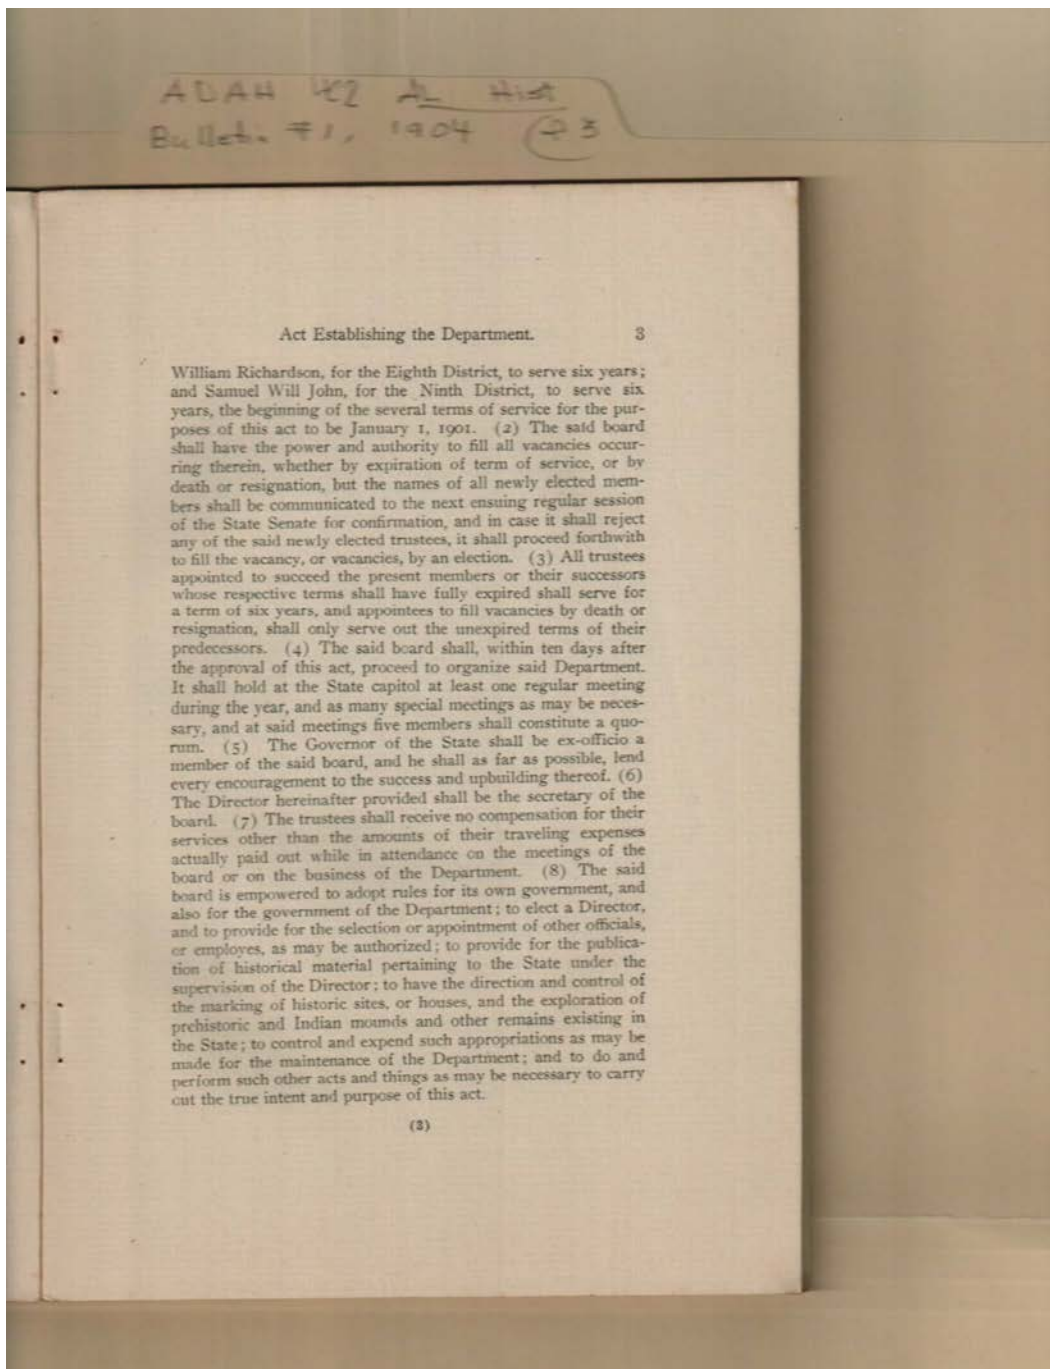 ADAH AL Hist
Bulletin #1, 1904 P 3
Act Establishing the Department. 3
William Richardson, for the Eighth District, to serve six years;
and Samuel Will John, for the Ninth District, to serve six
years, the beginning of the several terms of service for the pur-
poses of this act to be January 1, 1901. (2) The said board
shall have the power and authority to fill all vacancies occur-
ring therein, whether by expiration of term of service, or by
death or resignation, but the names of all newly elected mem-
bers shall be communicated to the next ensuing regular session
of the State Senate for confirmation, and in case it shall reject
any of the said newly elected trustees, it shall proceed forthwith
to fill the vacancy, or vacancies, by an election. (3) All trustees
appointed to succeed the present members or their successors
whose respective terms shall have fully expired shall serve for
a term of six years, and appointees to fill vacancies by death or
resignation, shall only serve out the unexpired terms of their
predecessors. (4) The said board shall, within ten days after
the approval of this act, proceed to organize said Department.
It shall hold at the State capitol at least one regular meeting
during the year, and as many special meetings as may be neces-
sary, and at said meetings five members shall constitute a quo-
rum. (5) The Governor of the State shall be ex-officio a
member of the said board, and he shall as far as possible, lend
every encouragement to the success and upbuilding thereof. (6)
The Director hereinafter provided shall be the secretary of the
board. (7) The trustees shall receive no compensation for their
services other than the amounts of their traveling expenses
actually paid out while in attendance on the meetings of the
board or on the business of the Department. (8) The said
board is empowered to adopt rules for its own government, and
also for the government of the Department; to elect a Director,
and to provide for the selection or appointment of other officials,
or employes, as may be authorized; to provide for the publica-
tion of historical material pertaining to the State under the
supervision of the Director; to have the direction and control of
the marking of historic sites, or houses, and the exploration of
prehistoric and Indian mounds and other remains existing in
the State; to control and expend such appropriations as may be
made for the maintenance of the Department; and to do and
perform such other acts and things as may be necessary to carry
out the true intent and purpose of this act.
(3)